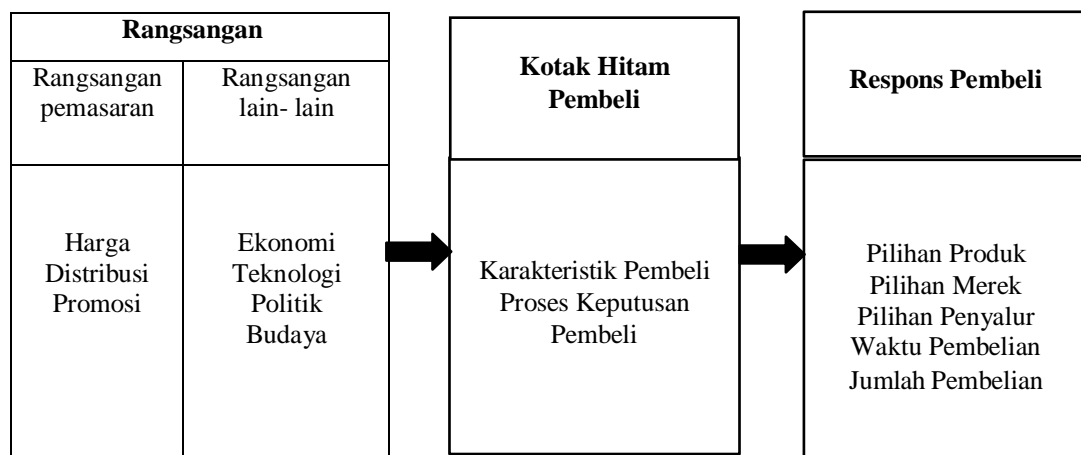 Rangsangan
Rangsangan
pemasaran
Rangsangan
lain- lain
Harga
Distribusi
Promosi
Ekonomi
Teknologi
Politik
Budaya
Kotak Hitam
Pembeli
Karakteristik Pembeli
Proses Keputusan
Pembeli
Respons Pembeli
Pilihan Produk
Pilihan Merek
Pilihan Penyalur
Waktu Pembelian
Jumlah Pembelian